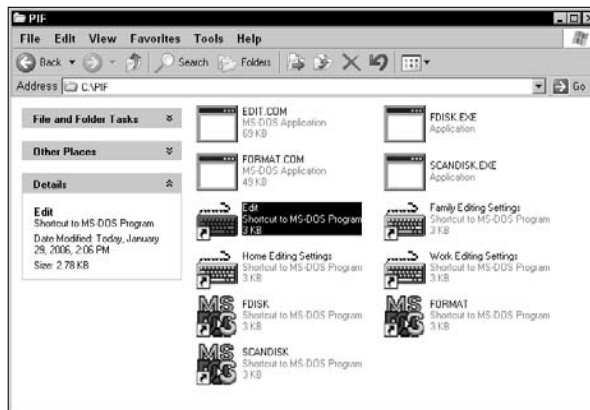 PIF
File Edit View Favorites Tools Help
Back Search Folders
Address C:\PIF Go
File and Folder Tasks
Other Places
Details
Edit
Shortcut to MS-DOS Program
Date Modified: Today, January
29, 2006, 2:06 PM
Size: 2.78 KB
EDIT.COM
MS-DOS Application
69 KB
FDISK.EXE
Application
FORMAT.COM
MS-DOS Application
49 KB
SCANDISK.EXE
Application
Edit
Shortcut to MS-DOS Program
3 KB
Family Editing Settings
Shortcut to MS-DOS Program
3 KB
Home Editing Settings
Shortcut to MS-DOS Program
3 KB
Work Editing Settings
Shortcut to MS-DOS Program
3 KB
MS DOS
FDISK
Shortcut to MS-DOS Program
3 KB
MS DOS
FORMAT
Shortcut to MS-DOS Program
3 KB
MS DOS
SCANDISK
Shortcut to MS-DOS Program
3 KB